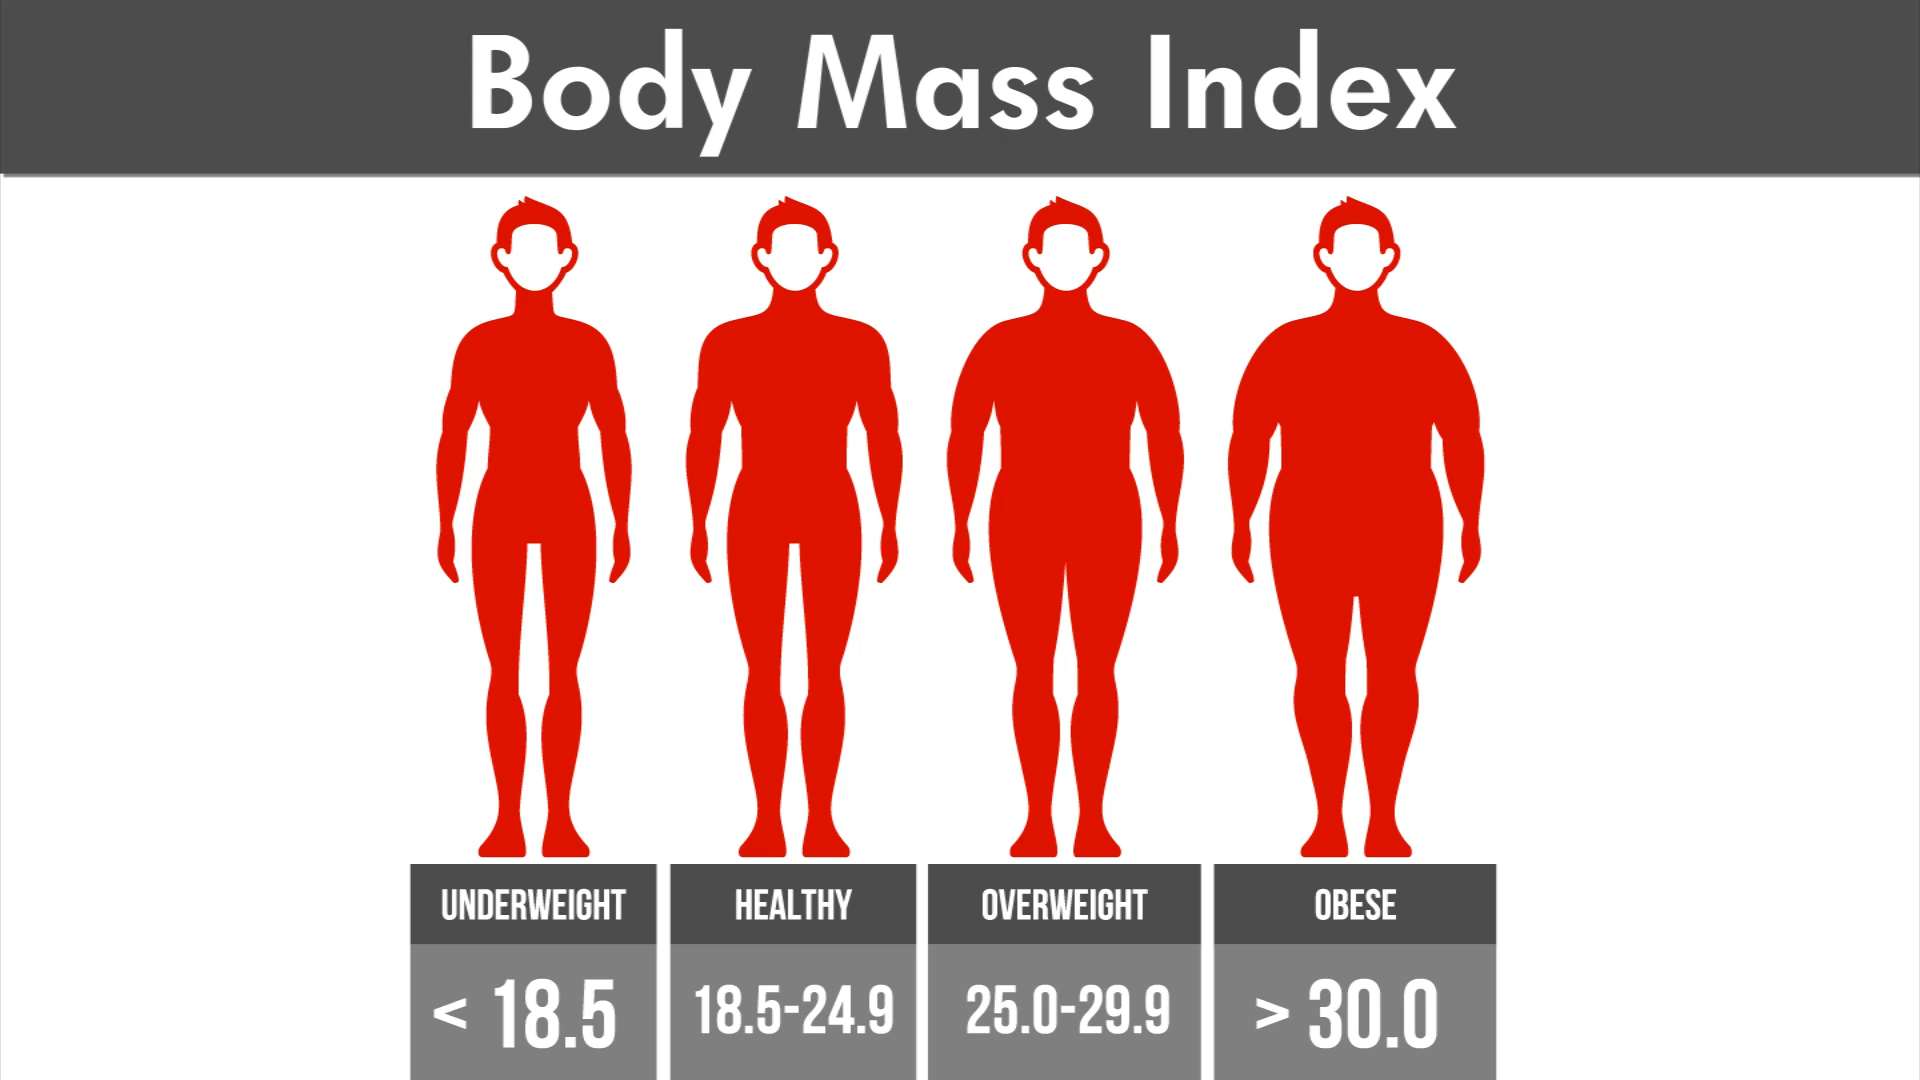 Body Mass Index
UNDERWEIGHT
HEALTHY
OVERWEIGHT
OBESE
< 18.5
18.5-24.9
25.0-29.9
> 30.0